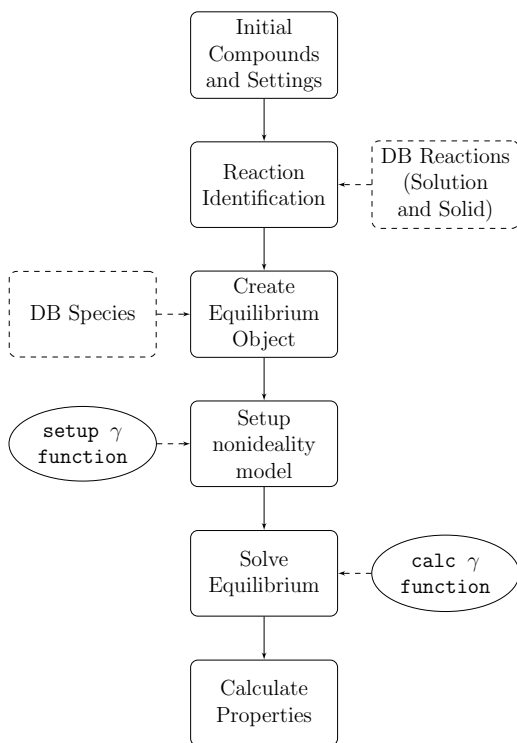 Initial
Compounds
and Settings
Reaction
Identification
DB Reactions
(Solution
and Solid)
DB Species
Create
Equilibrium
Object
setup γ
function
Setup
nonideality
model
Solve
Equilibrium
calc γ
function
Calculate
Properties